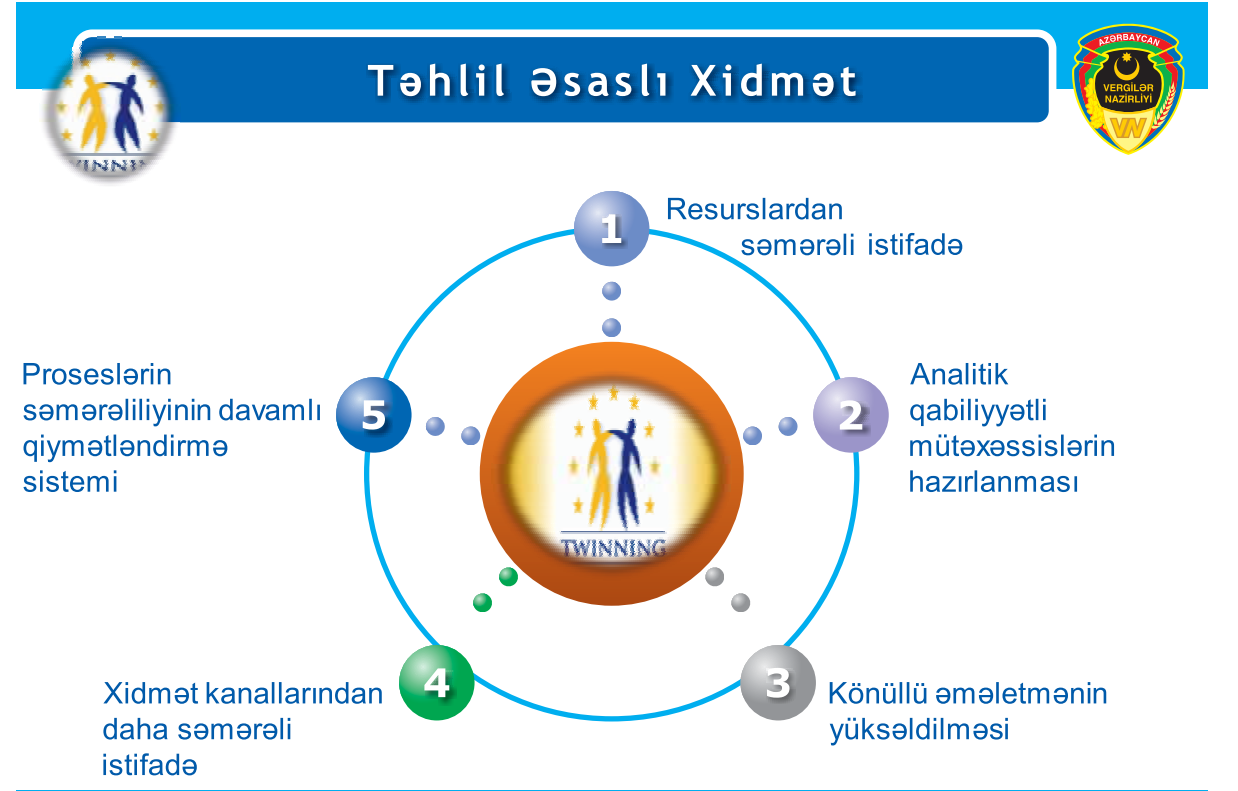 Təhlil Əsaslı Xidmət
AZƏRBAYCAN
VERGİLƏR
NAZİRLİYİ
VN
1
Resurslardan
səmərəli istifadə
2
Analitik
qabiliyyətli
mütəxəssislərin
hazırlanması
3
Könüllü əməletmənin
yüksəldilməsi
4
Xidmət kanallarından
daha səmərəli
istifadə
5
Proseslərin
səmərəliliyinin davamlı
qiymətləndirmə
sistemi
TWINNING